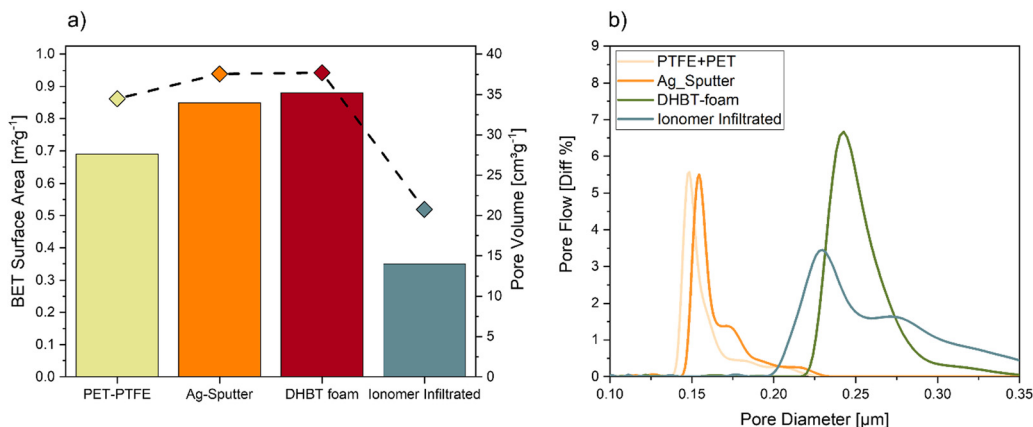 a)
BET Surface Area [m²g⁻¹]
1.0
0.9
0.8
0.7
0.6
0.5
0.4
0.3
0.2
0.1
0.0
PET-PTFE Ag-Sputter DHBT foam Ionomer Infiltrated
40
35
30
25
20
15
10
5
0
Pore Volume [cm³g⁻¹]
b)
Pore Flow [Diff %]
9
8
7
6
5
4
3
2
1
0
PTFE+PET
Ag_Sputter
DHBT-foam
Ionomer Infiltrated
0.10 0.15 0.20 0.25 0.30 0.35
Pore Diameter [µm]